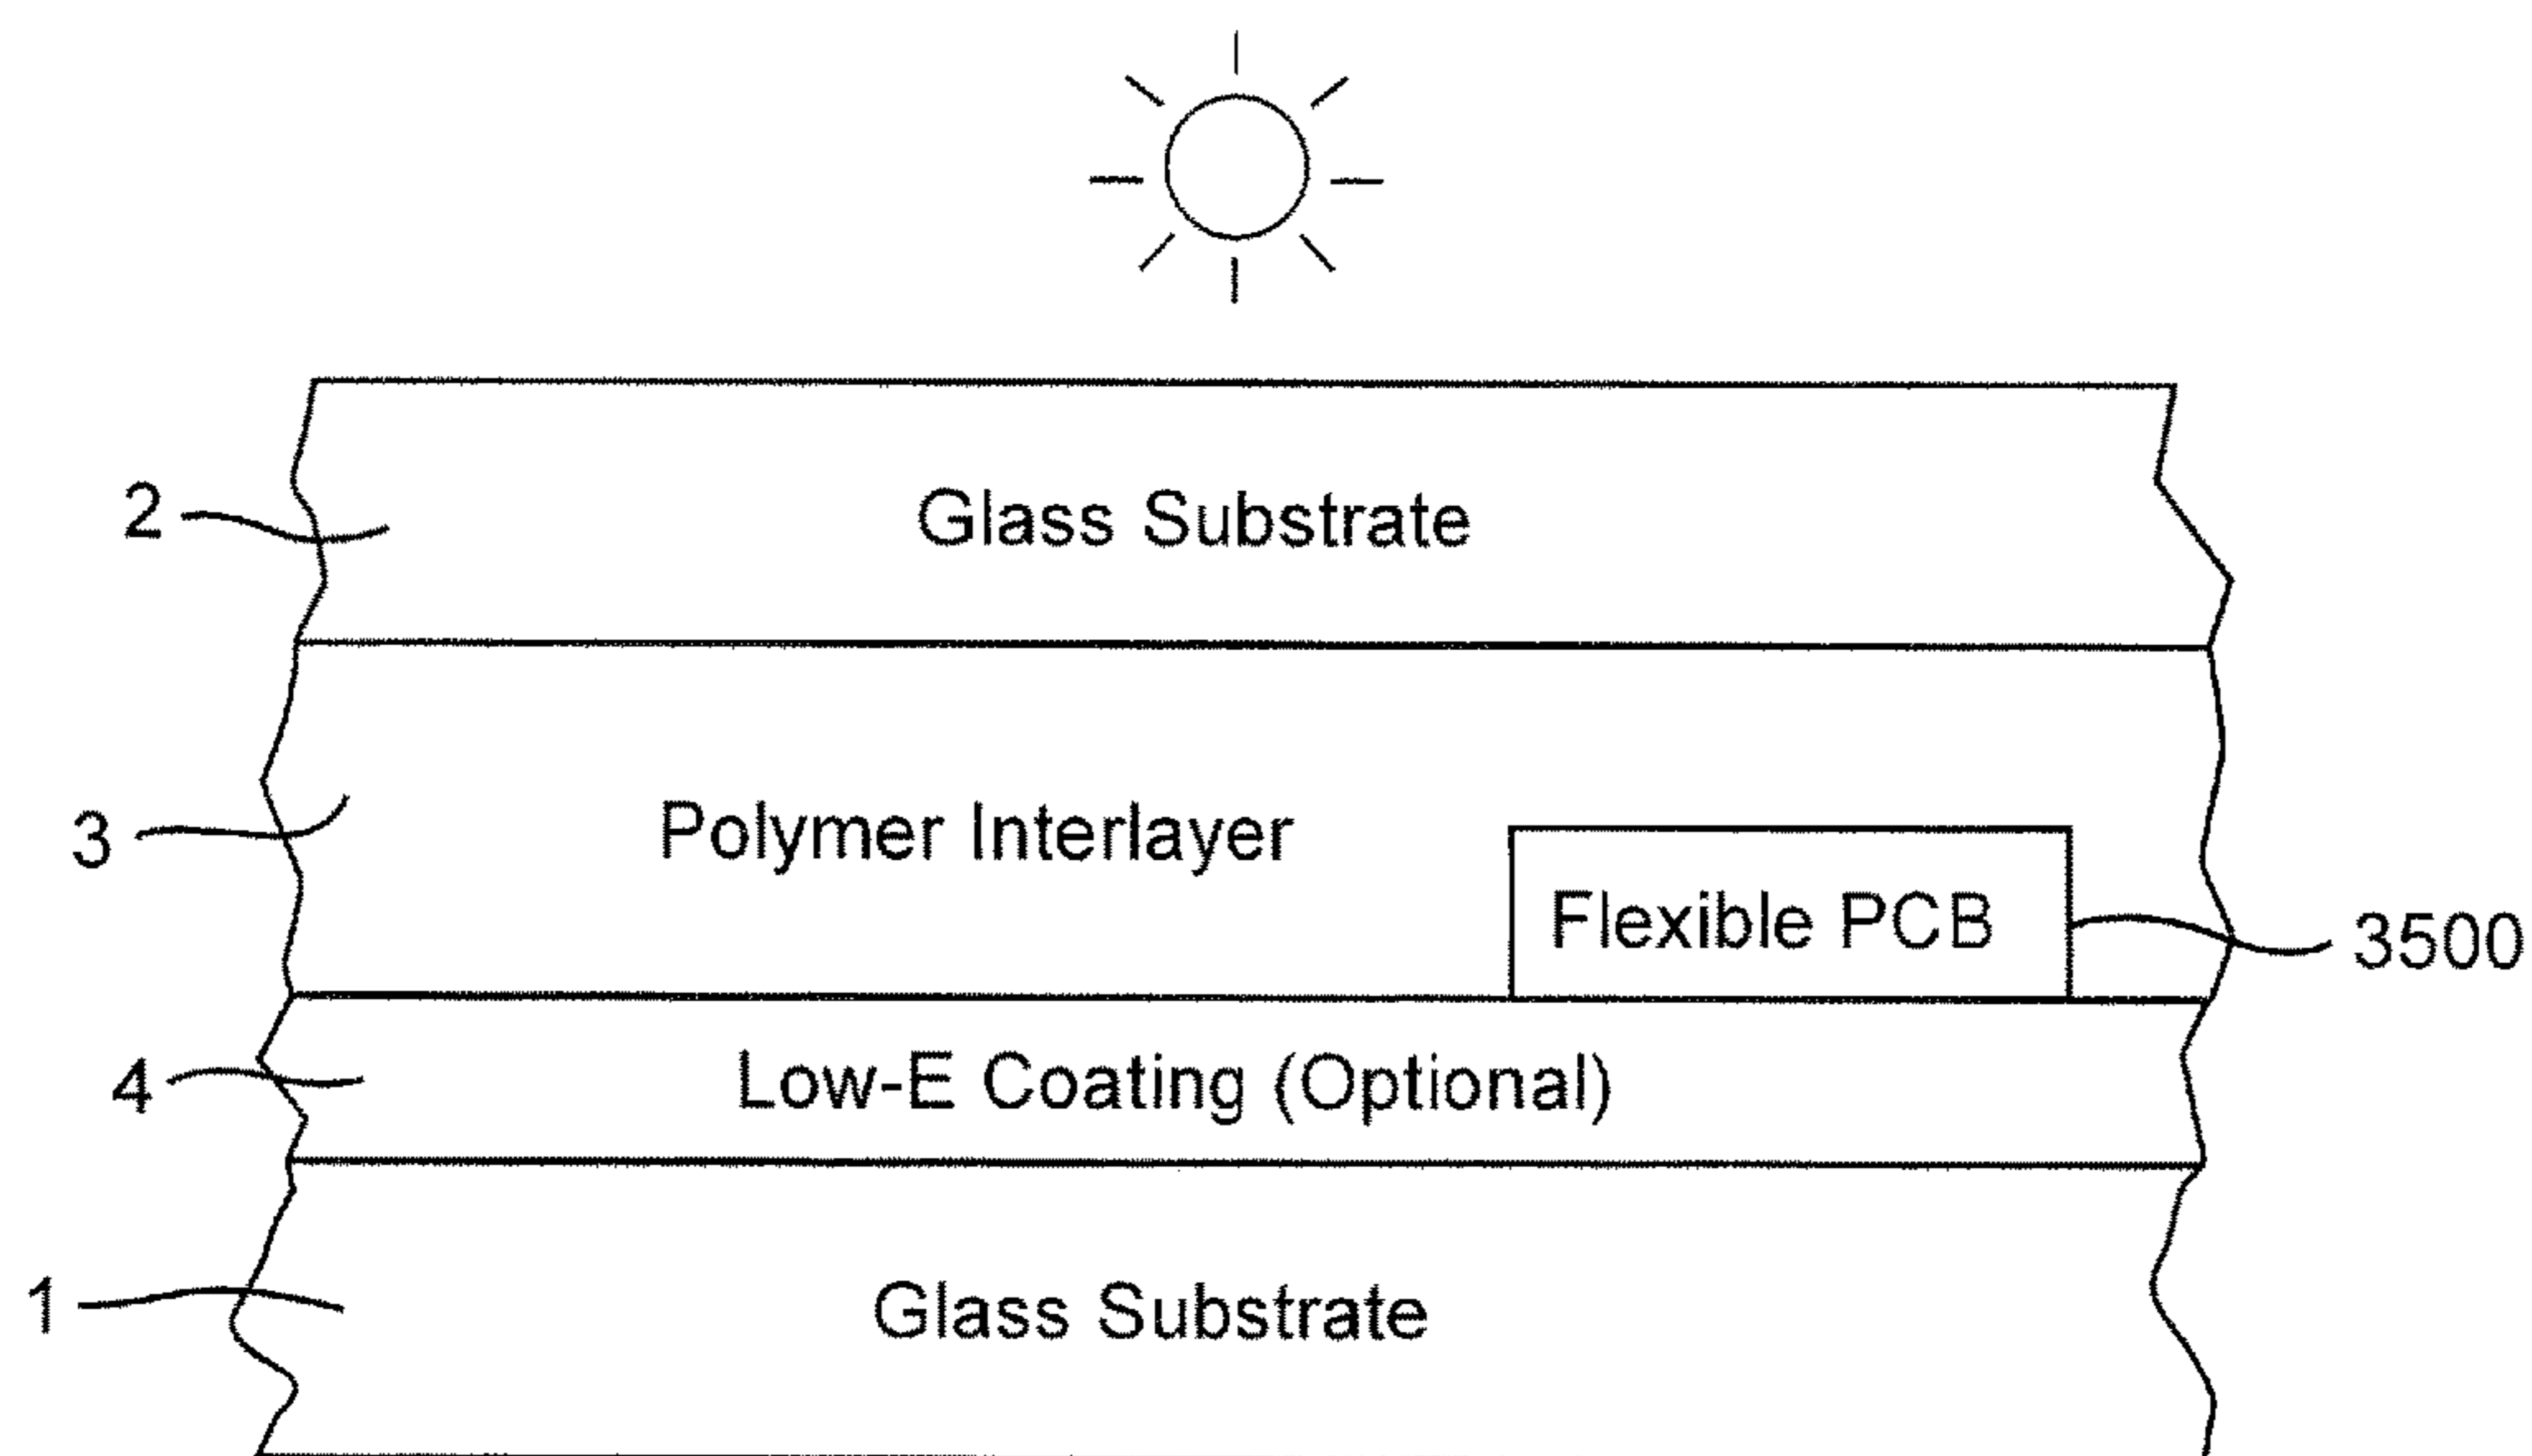 2
Glass Substrate
3
Polymer Interlayer
Flexible PCB
3500
4
Low-E Coating (Optional)
1
Glass Substrate